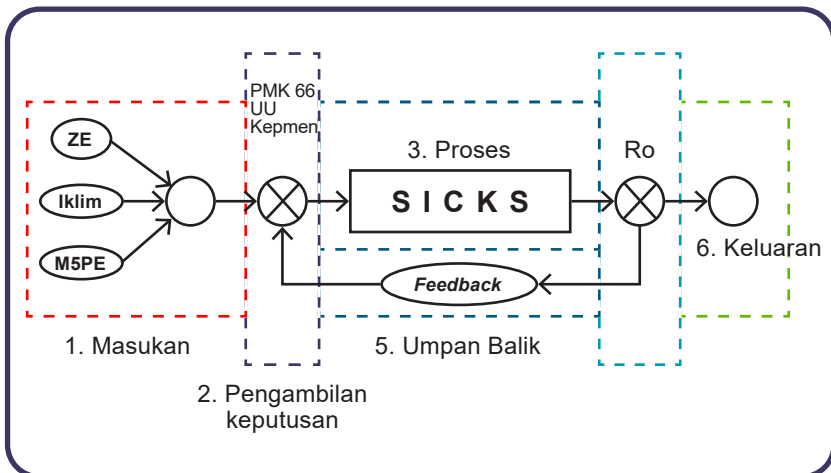 PMK 66
UU
Kepmen
ZE
Iklim
M5PE
3. Proses
SICKS
Ro
6. Keluaran
Feedback
1. Masukan
5. Umpan Balik
2. Pengambilan
keputusan